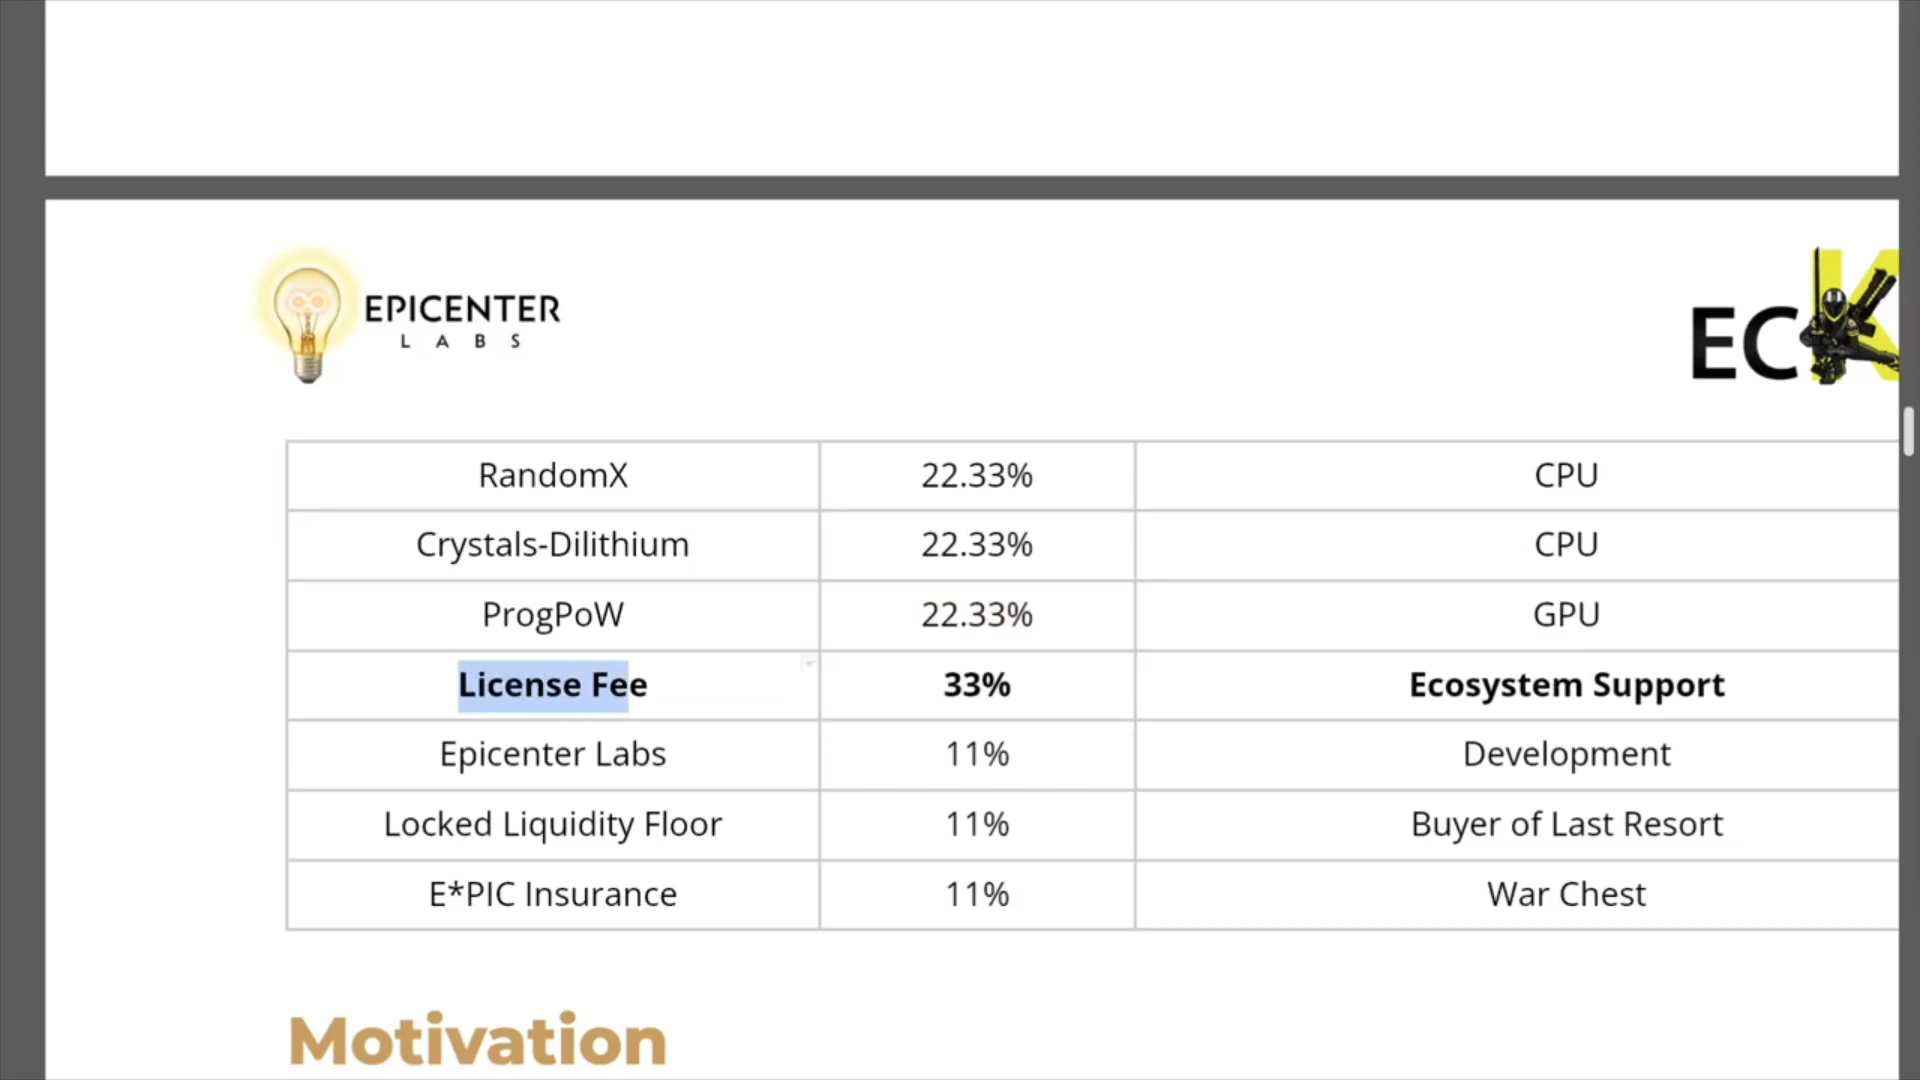 EPICENTER
LABS
ECK
RandomX 22.33% CPU
Crystals-Dilithium 22.33% CPU
ProgPoW 22.33% GPU
License Fee 33% Ecosystem Support
Epicenter Labs 11% Development
Locked Liquidity Floor 11% Buyer of Last Resort
E*PIC Insurance 11% War Chest
Motivation